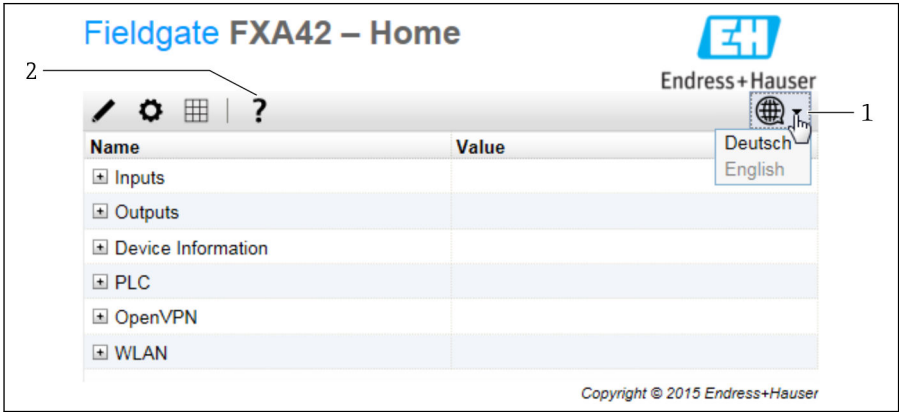 Fieldgate FXA42 – Home
EH
Endress+Hauser
2
?
1
Name Value
Deutsch
English
Inputs
Outputs
Device Information
PLC
OpenVPN
WLAN
Copyright © 2015 Endress+Hauser